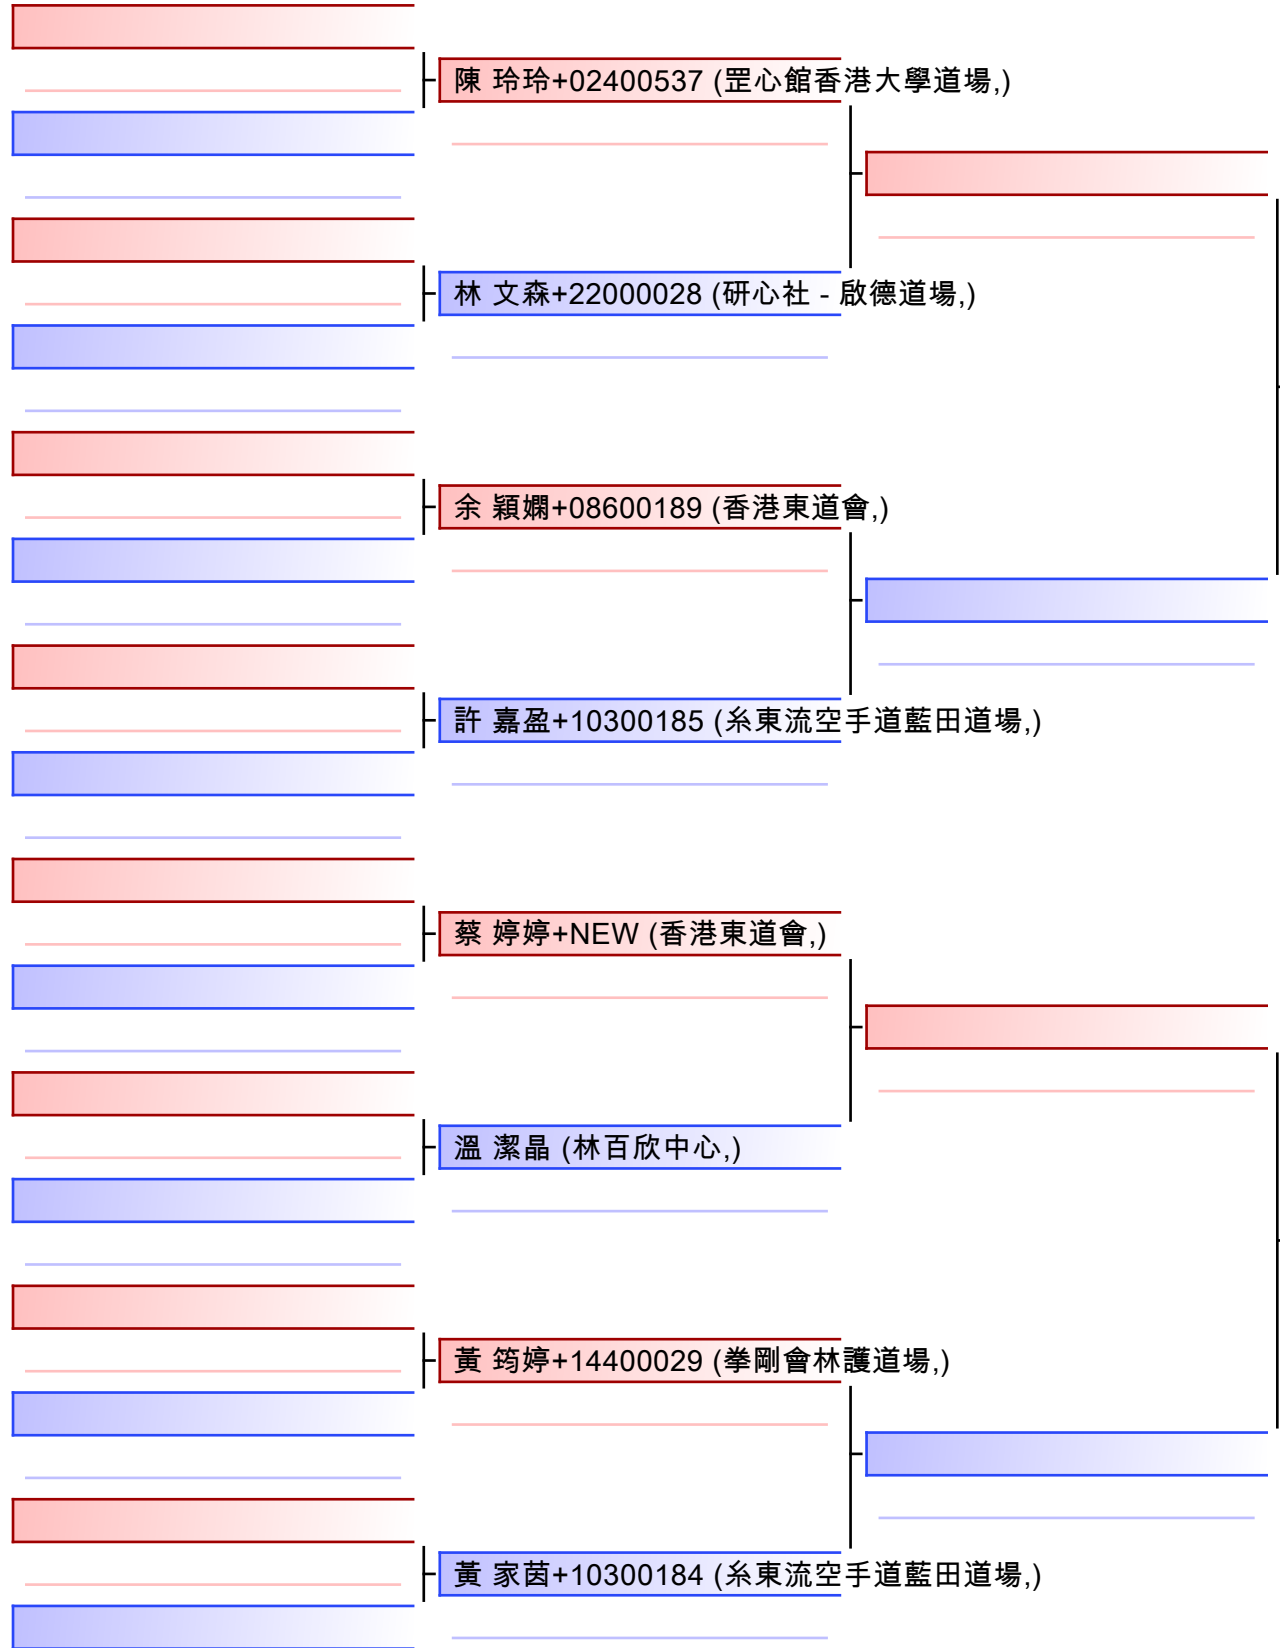 陳 玲玲+02400537 (罡心館香港大學道場,)
林 文森+22000028 (研心社 - 啟德道場,)
余 穎嫻+08600189 (香港東道會,)
許 嘉盈+10300185 (糸東流空手道藍田道場,)
蔡 婷婷+NEW (香港東道會,)
溫 潔晶 (林百欣中心,)
黃 筠婷+14400029 (拳剛會林護道場,)
黃 家茵+10300184 (糸東流空手道藍田道場,)